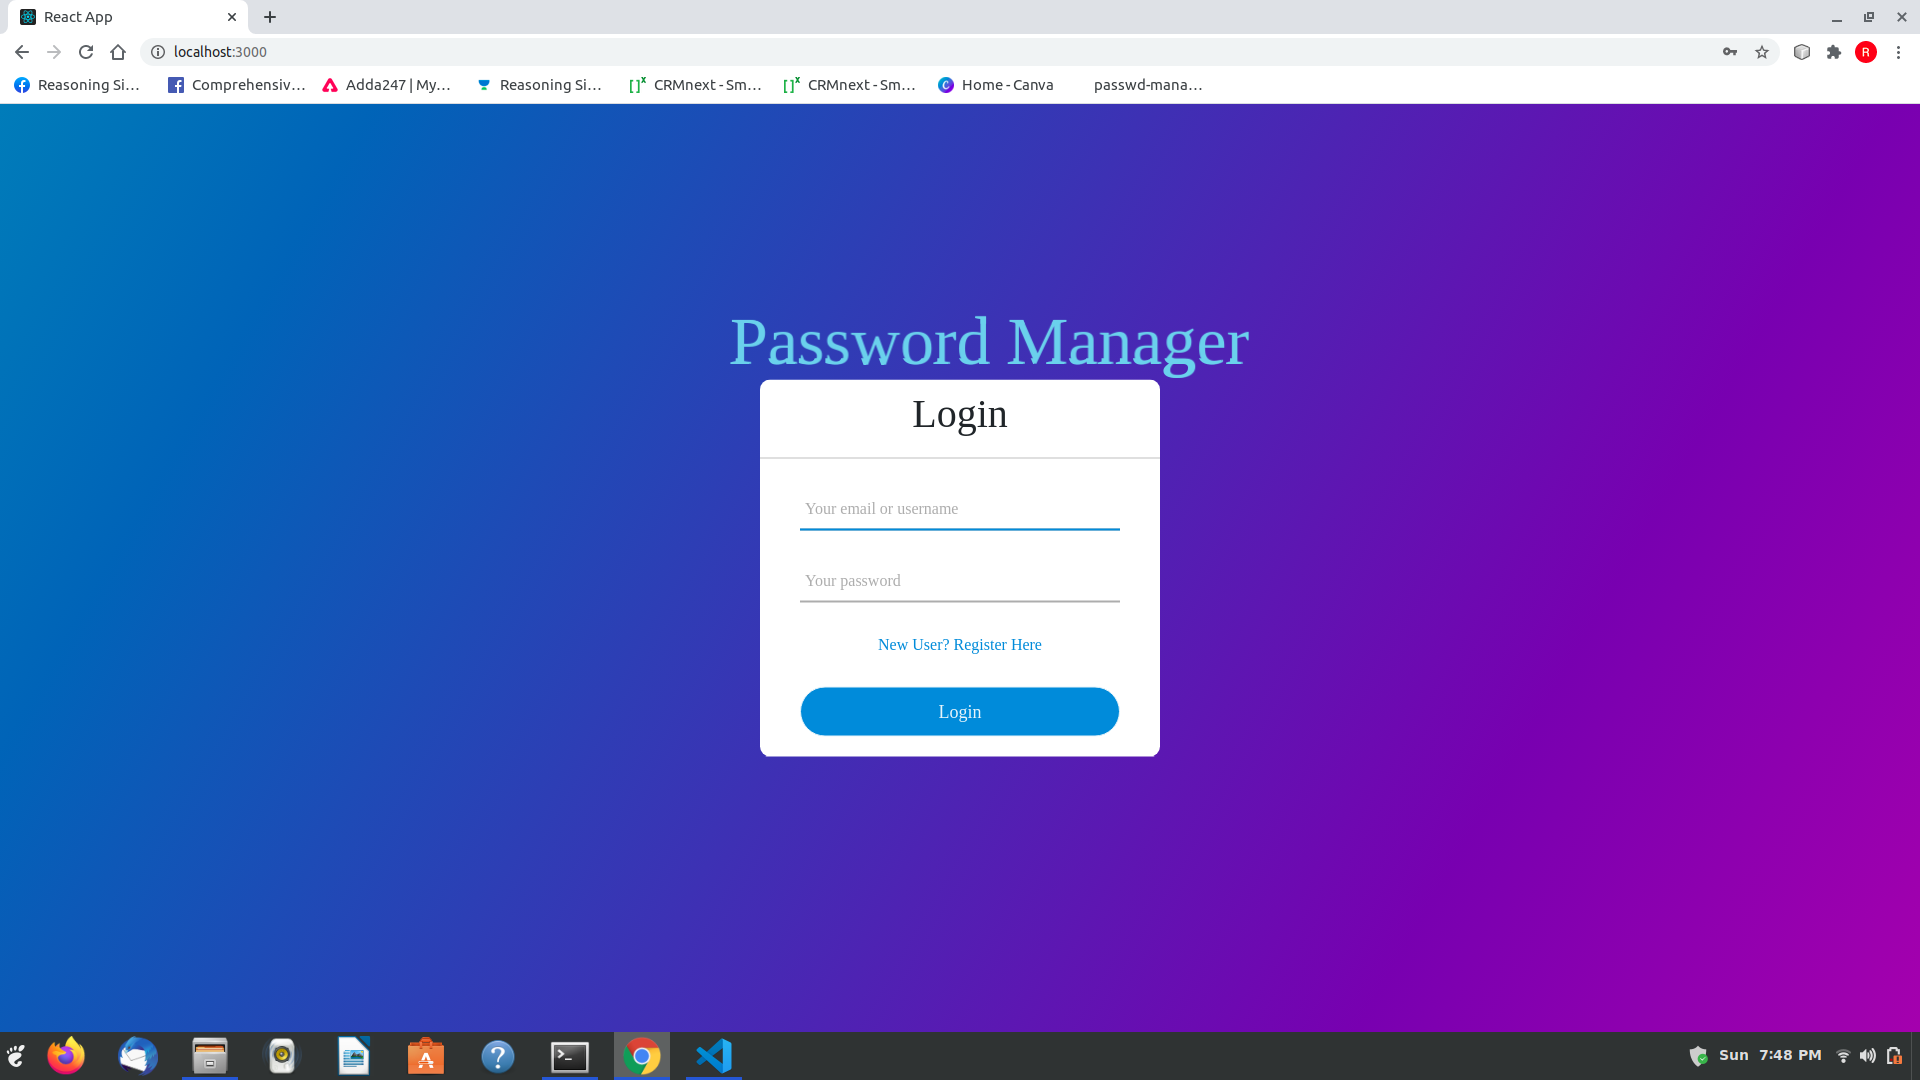 React App
localhost:3000
R
Reasoning Si...
Comprehensiv...
Adda247 | My...
Reasoning Si...
CRMnext - Sm...
CRMnext - Sm...
Home - Canva
passwd-mana...
Password Manager
Login
Your email or username
Your password
New User? Register Here
Login
Sun 7:48 PM